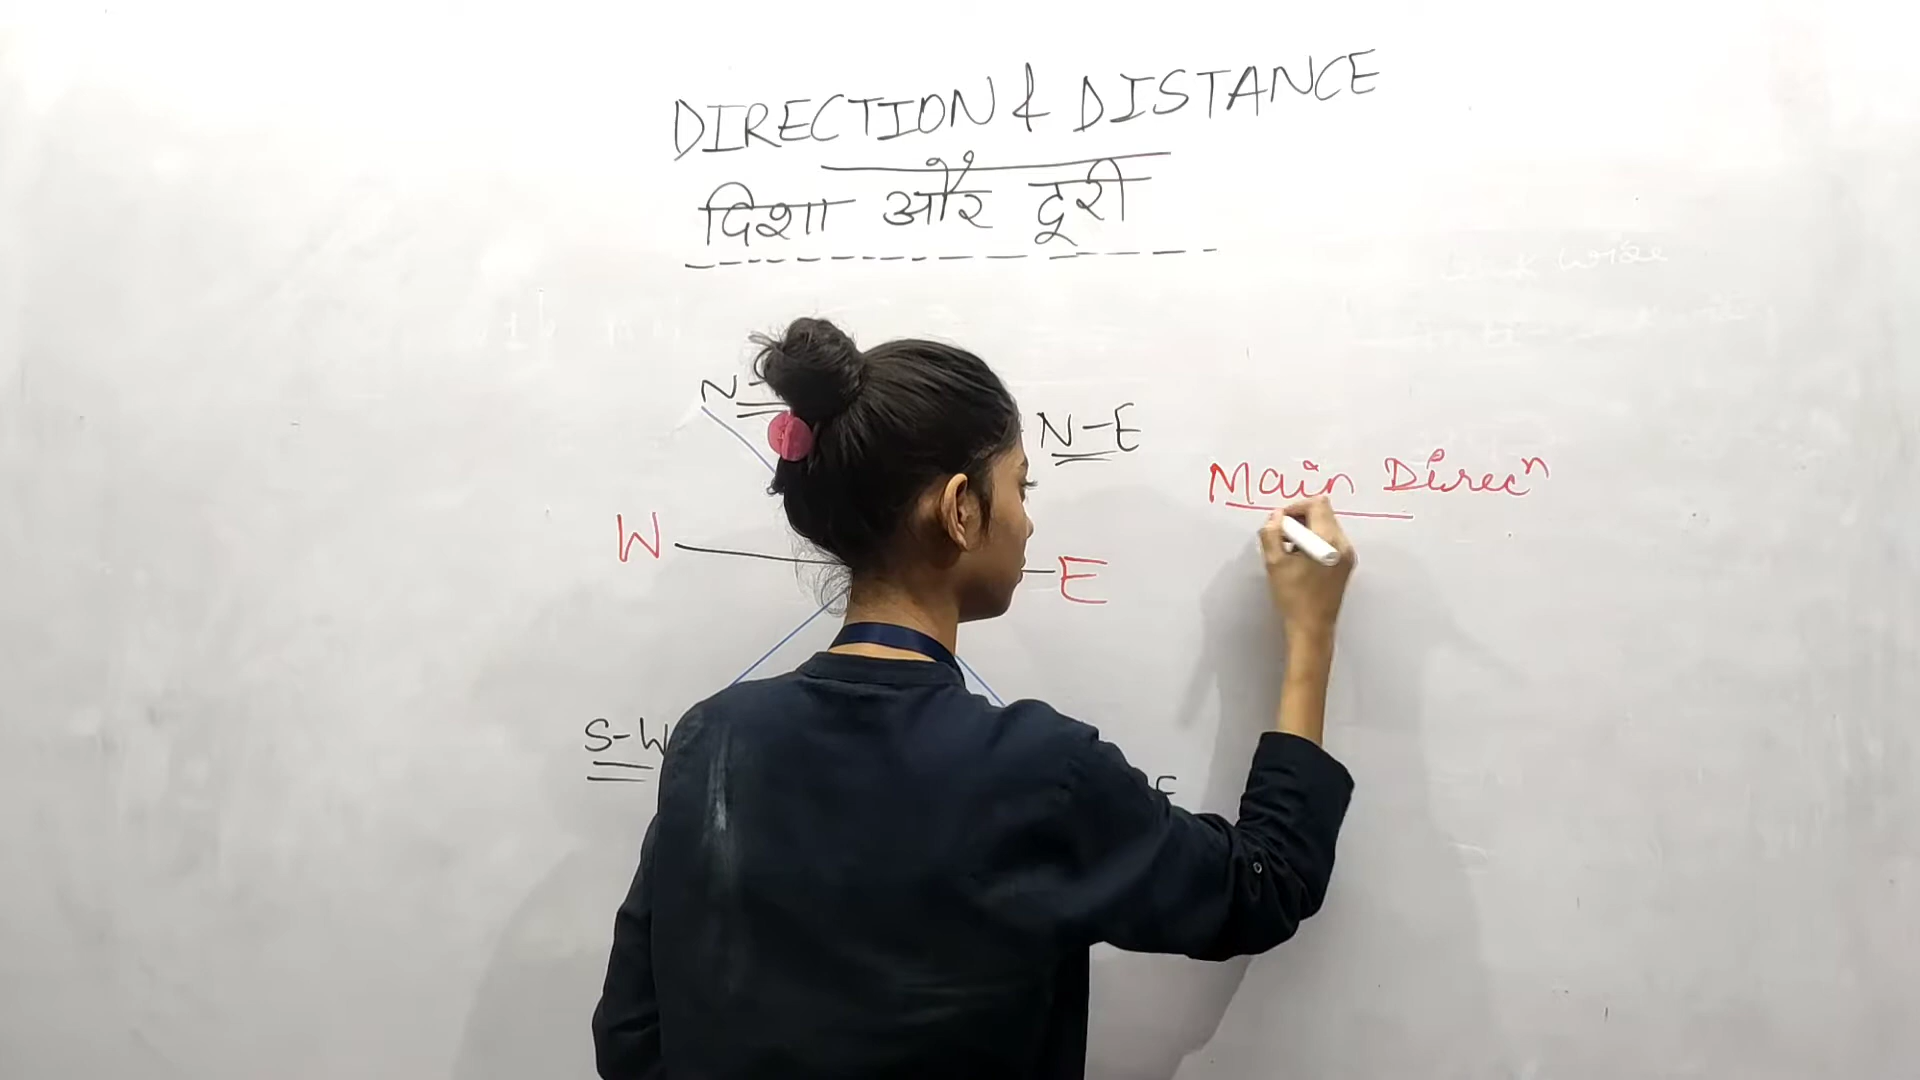 DIRECTION & DISTANCE
दिशा और दूरी
N-
N-E
Main Direcⁿ
W
E
S-W
E